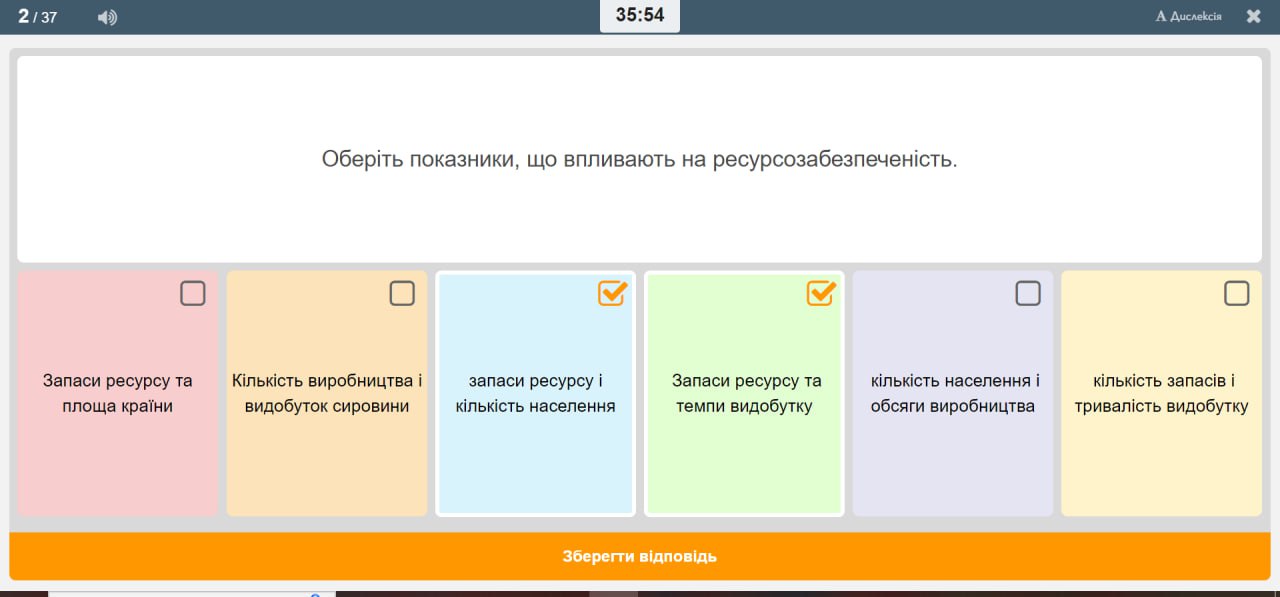 2 / 37
35:54
А Дислексія
Оберіть показники, що впливають на ресурсозабезпеченість.
Запаси ресурсу та
площа країни
Кількість виробництва і
видобуток сировини
запаси ресурсу і
кількість населення
Запаси ресурсу та
темпи видобутку
кількість населення і
обсяги виробництва
кількість запасів і
тривалість видобутку
Зберегти відповідь